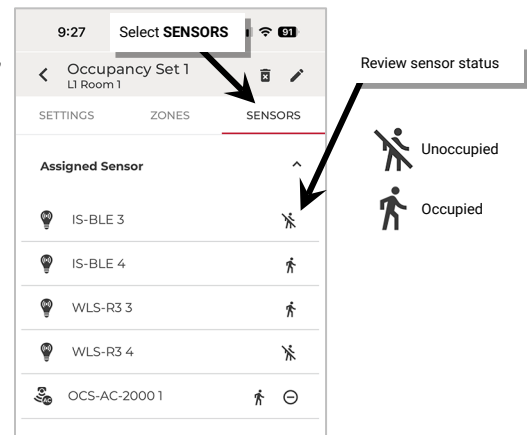 9:27
Select SENSORS
91
Occupancy Set 1
L1 Room 1
Review sensor status
SETTINGS ZONES SENSORS
Unoccupied
Assigned Sensor
Occupied
IS-BLE 3
IS-BLE 4
WLS-R3 3
WLS-R3 4
AC
OCS-AC-2000 1